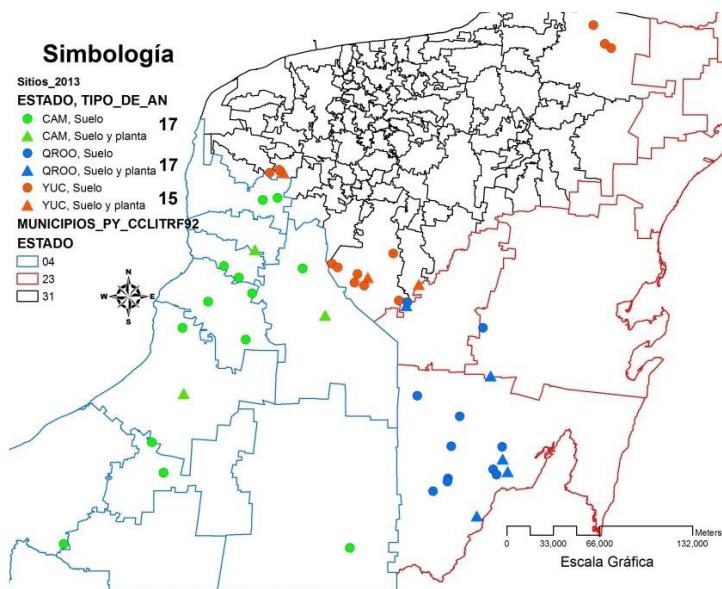 Simbología
Sitios_2013
ESTADO, TIPO_DE_AN
CAM, Suelo
17
CAM, Suelo y planta
QROO, Suelo
17
QROO, Suelo y planta
YUC, Suelo
15
YUC, Suelo y planta
MUNICIPIOS_PY_CCLITRF92
ESTADO
04
23
31
N
W E
S
Meters
0 33,000 66,000 132,000
Escala Gráfica